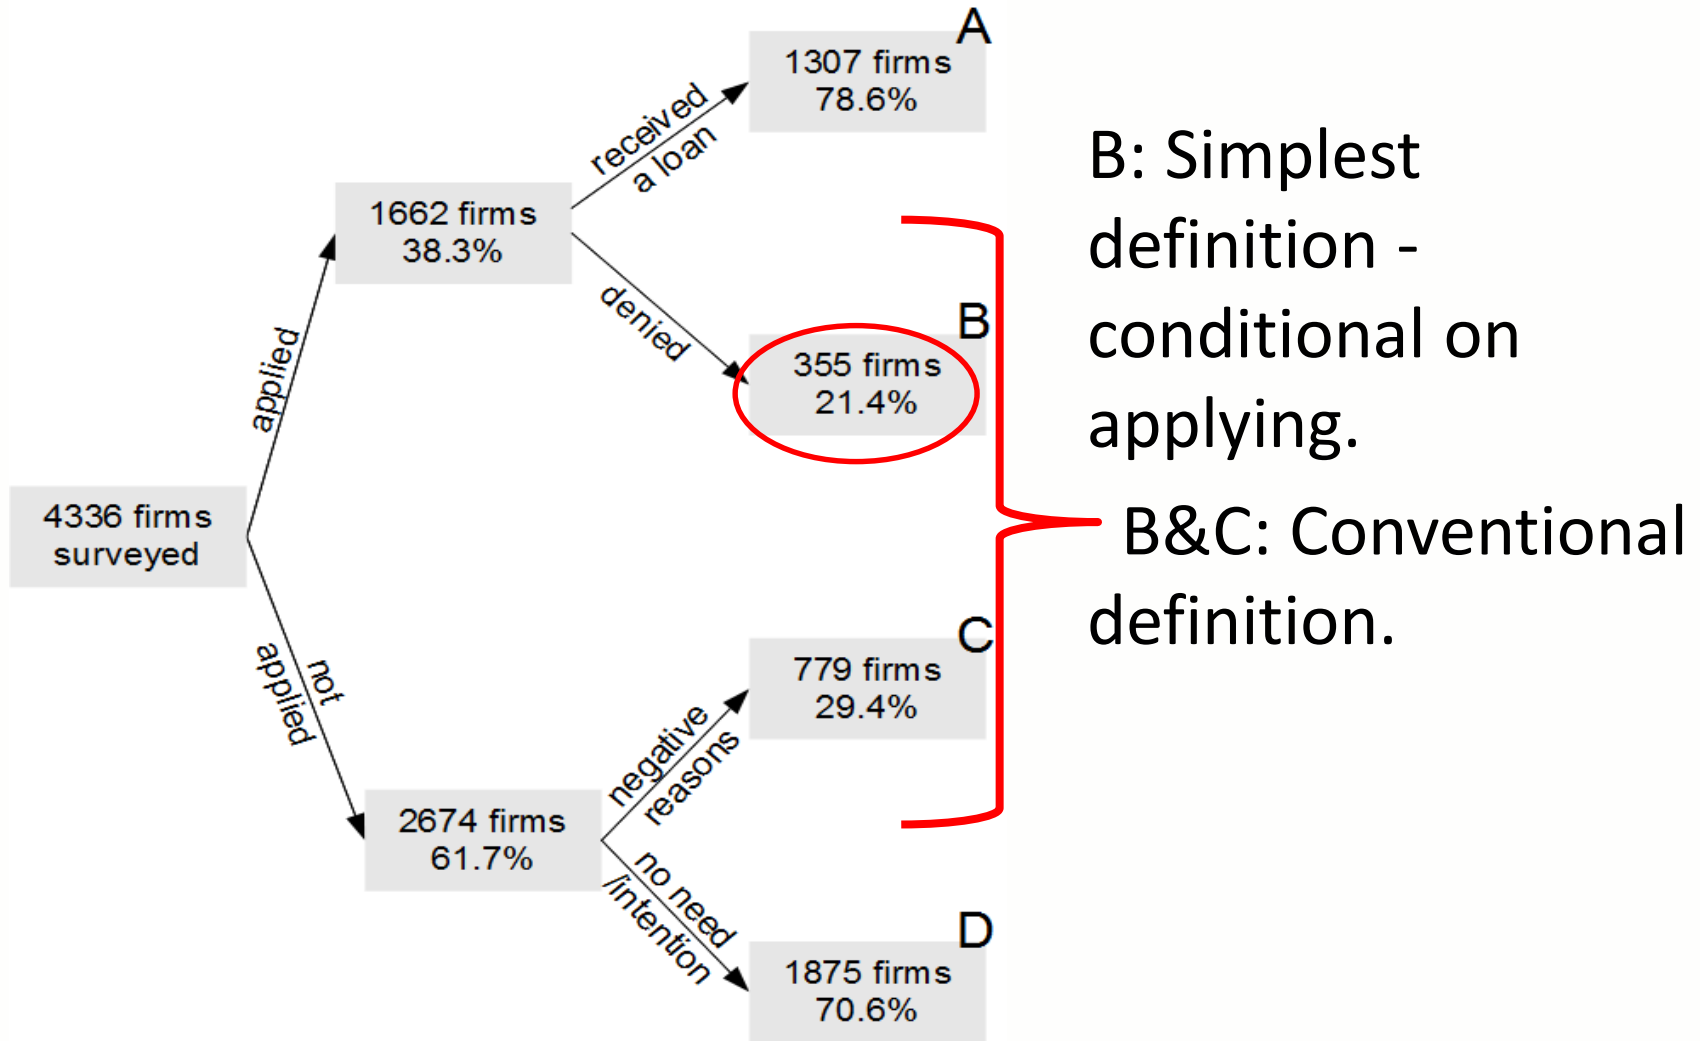 A
1307 firms
78.6%
received
a loan
1662 firms
38.3%
denied
B
355 firms
21.4%
applied
4336 firms
surveyed
not
applied
C
779 firms
29.4%
negative
reasons
2674 firms
61.7%
no need
/intention
D
1875 firms
70.6%
B: Simplest
definition -
conditional on
applying.
B&C: Conventional
definition.